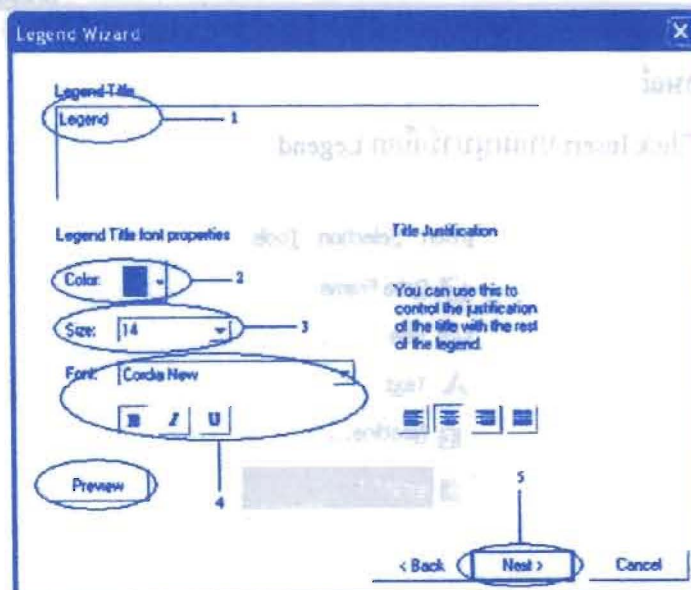 Legend Wizard
Legend Title
Legend
1
Legend Title font properties
Title Justification
Color:
2
You can use this to
control the justification
of the title with the rest
of the legend.
Size: 14
3
Font: Cordia New
B I U
4
Preview
5
< Back Next > Cancel